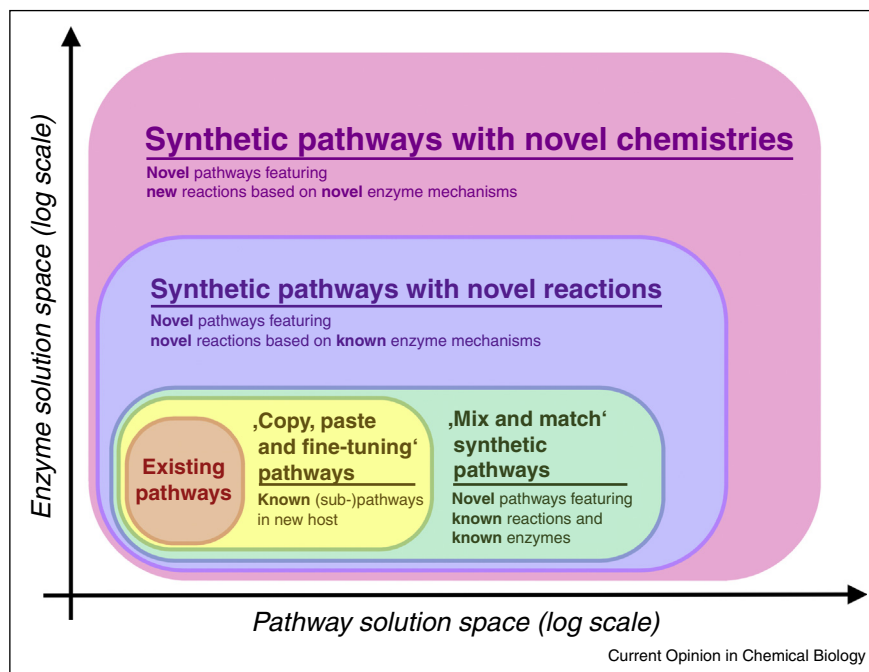 Enzyme solution space (log scale)
Synthetic pathways with novel chemistries
Novel pathways featuring
new reactions based on novel enzyme mechanisms
Synthetic pathways with novel reactions
Novel pathways featuring
novel reactions based on known enzyme mechanisms
Existing
pathways
‚Copy, paste
and fine-tuning‘
pathways
Known (sub-)pathways
in new host
‚Mix and match‘
synthetic
pathways
Novel pathways featuring
known reactions and
known enzymes
Pathway solution space (log scale)
Current Opinion in Chemical Biology